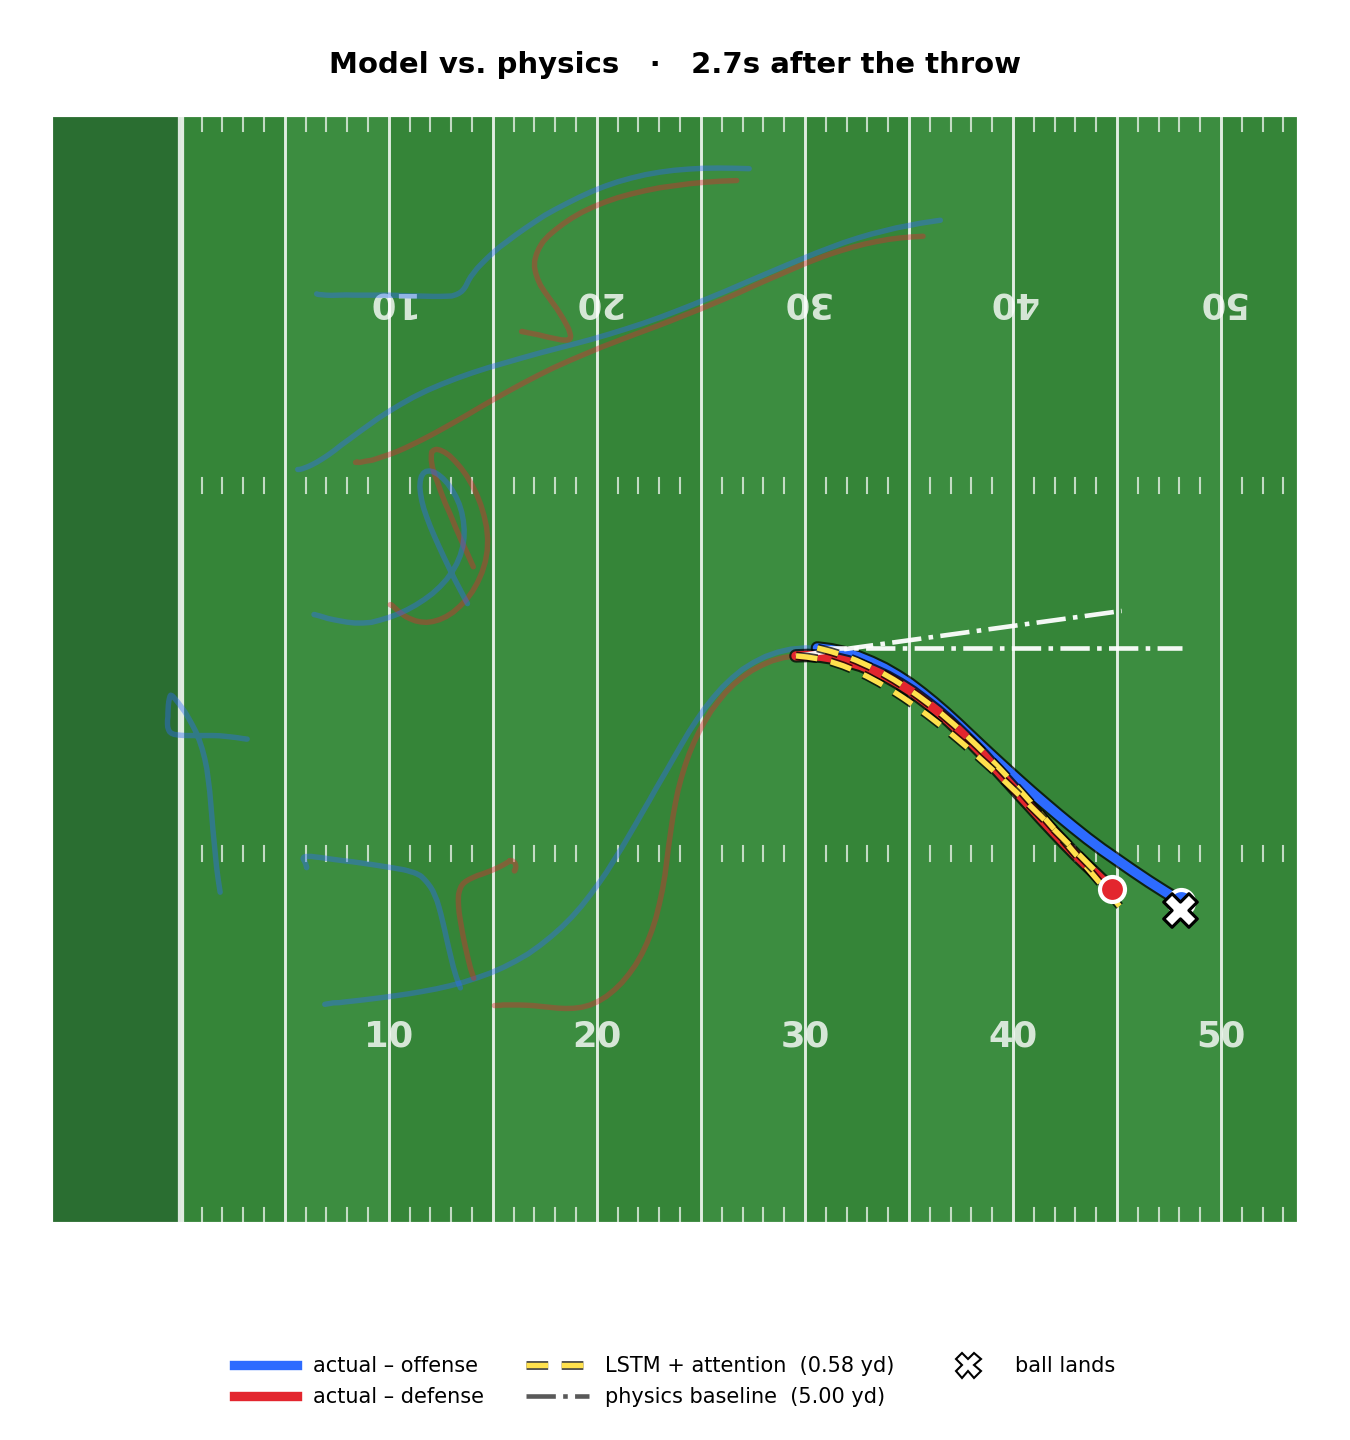 Model vs. physics · 2.7s after the throw
10 20 30 40 50
10 20 30 40 50
actual – offense
actual – defense
LSTM + attention (0.58 yd)
physics baseline (5.00 yd)
ball lands